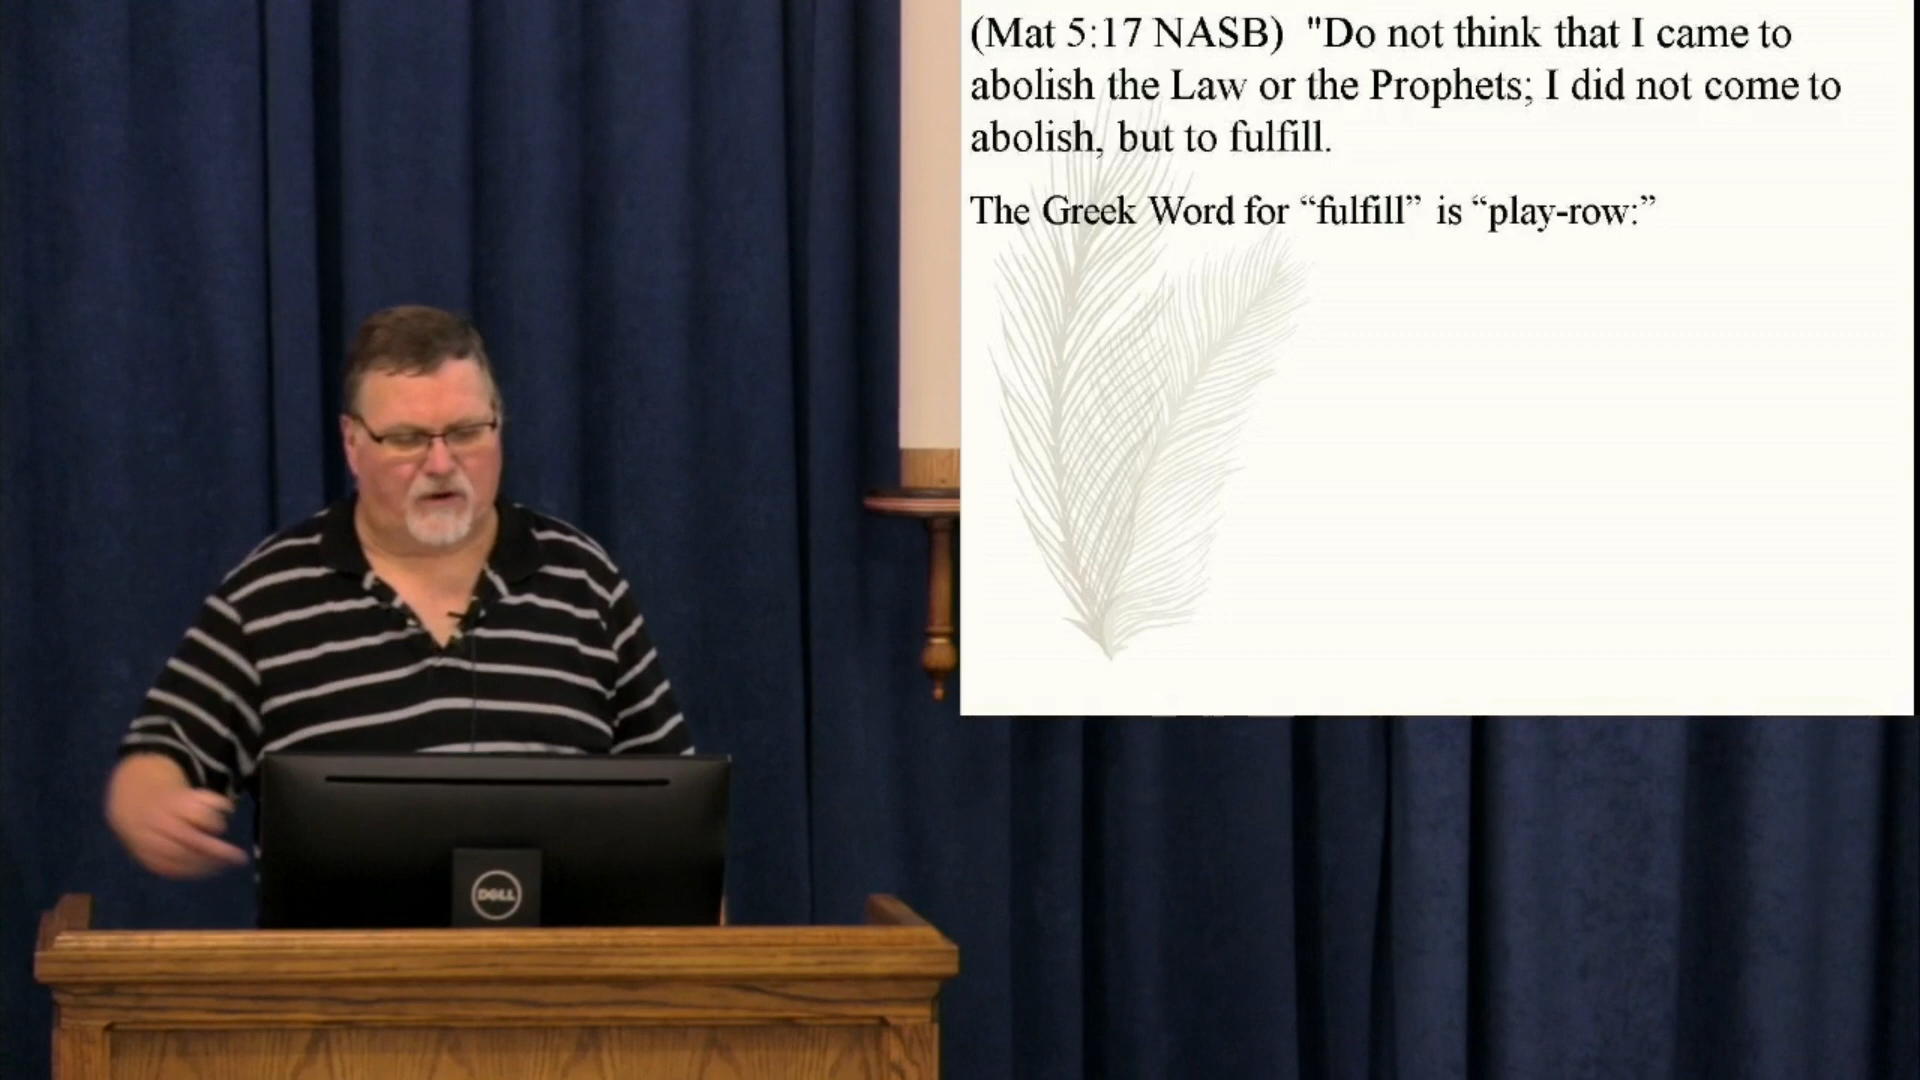 (Mat 5:17 NASB)  "Do not think that I came to
abolish the Law or the Prophets; I did not come to
abolish, but to fulfill.
The Greek Word for “fulfill”  is “play-row:”
DELL